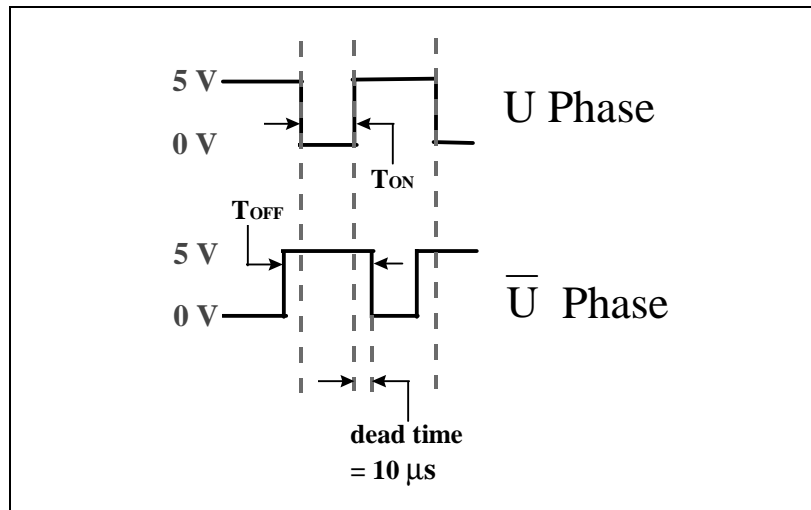 5 V
U Phase
0 V
TON
TOFF
5 V
U̅ Phase
0 V
dead time
= 10 μs